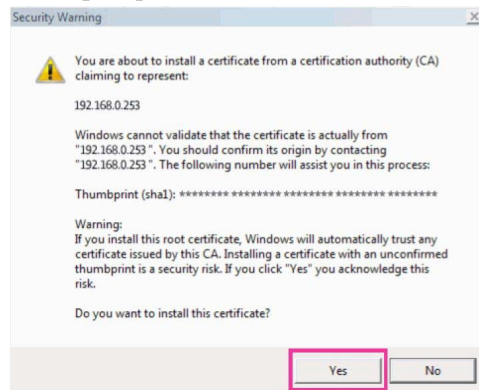 Security Warning
You are about to install a certificate from a certification authority (CA)
claiming to represent:
192.168.0.253
Windows cannot validate that the certificate is actually from
"192.168.0.253 ". You should confirm its origin by contacting
"192.168.0.253 ". The following number will assist you in this process:
Thumbprint (sha1): ******** ******** ******** ******** ********
Warning:
If you install this root certificate, Windows will automatically trust any
certificate issued by this CA. Installing a certificate with an unconfirmed
thumbprint is a security risk. If you click "Yes" you acknowledge this
risk.
Do you want to install this certificate?
Yes No